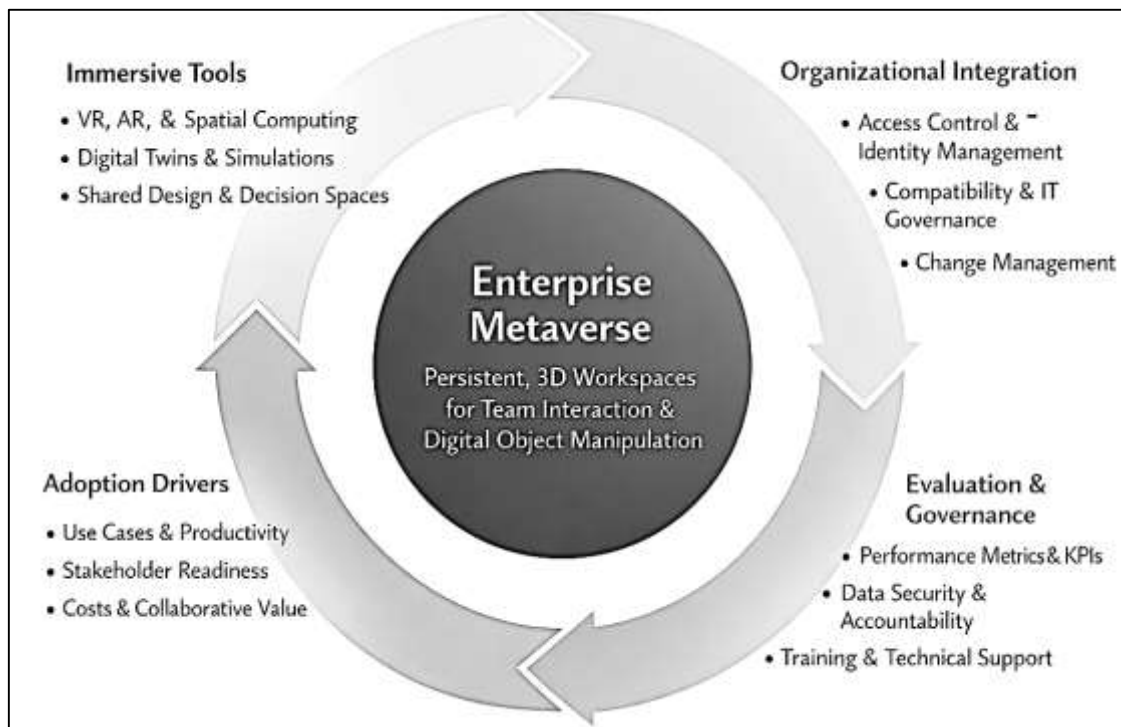 Immersive Tools
• VR, AR, & Spatial Computing
• Digital Twins & Simulations
• Shared Design & Decision Spaces
Organizational Integration
• Access Control & -
Identity Management
• Compatibility & IT
Governance
• Change Management
Enterprise
Metaverse
Persistent, 3D Workspaces
for Team Interaction &
Digital Object Manipulation
Adoption Drivers
• Use Cases & Productivity
• Stakeholder Readiness
• Costs & Collaborative Value
Evaluation &
Governance
• Performance Metrics & KPIs
• Data Security &
Accountability
• Training & Technical Support